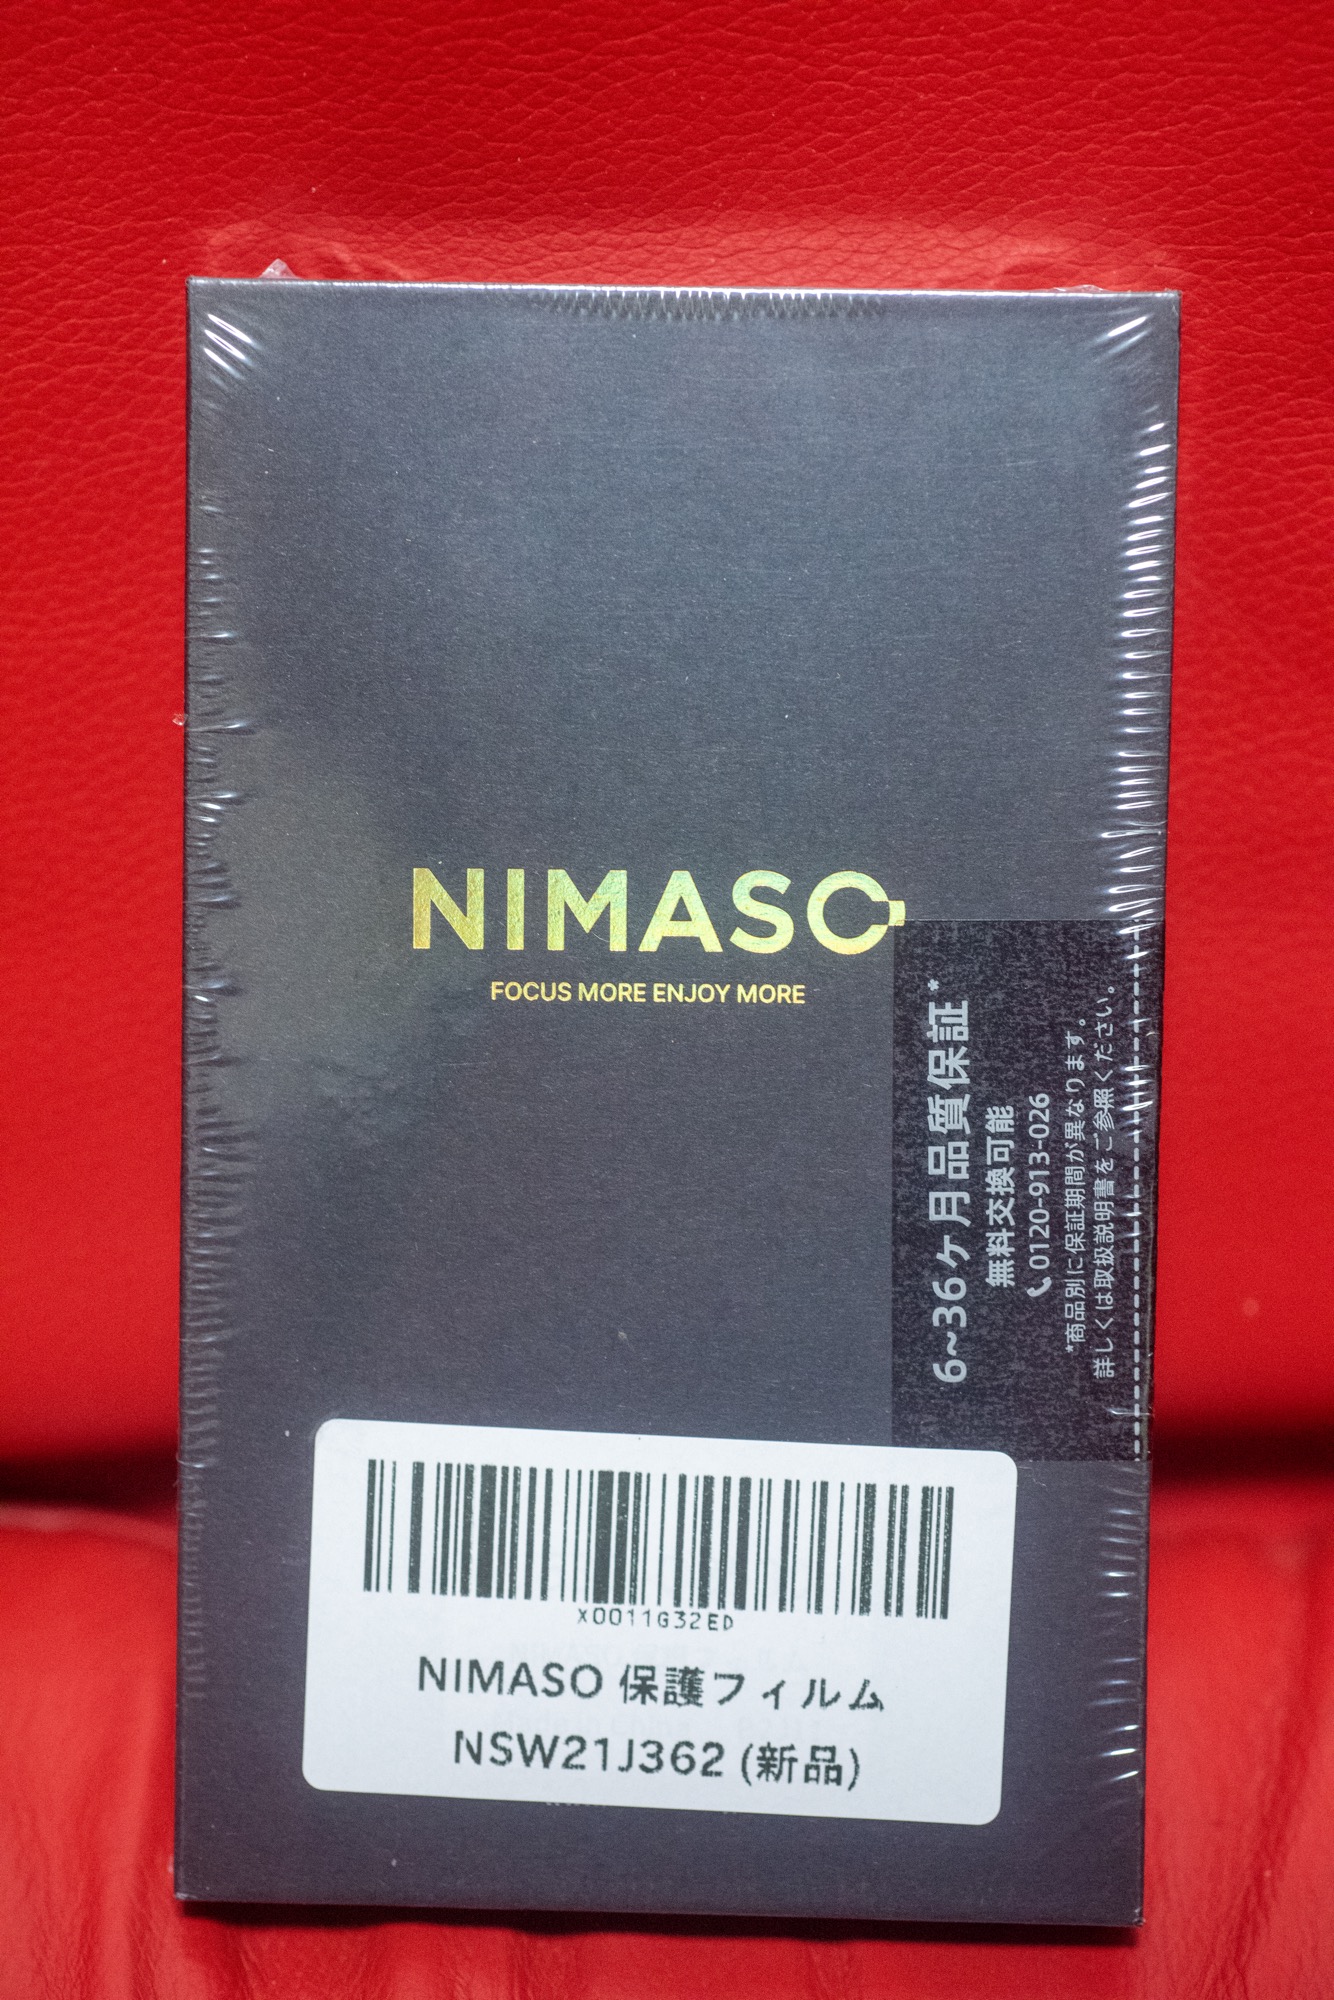 NIMASO
FOCUS MORE ENJOY MORE
6~36ヶ月品質保証*
無料交換可能
0120-913-026
*商品別に保証期間が異なります。
詳しくは取扱説明書をご参照ください。
X0011G32ED
NIMASO 保護フィルム
NSW21J362 (新品)